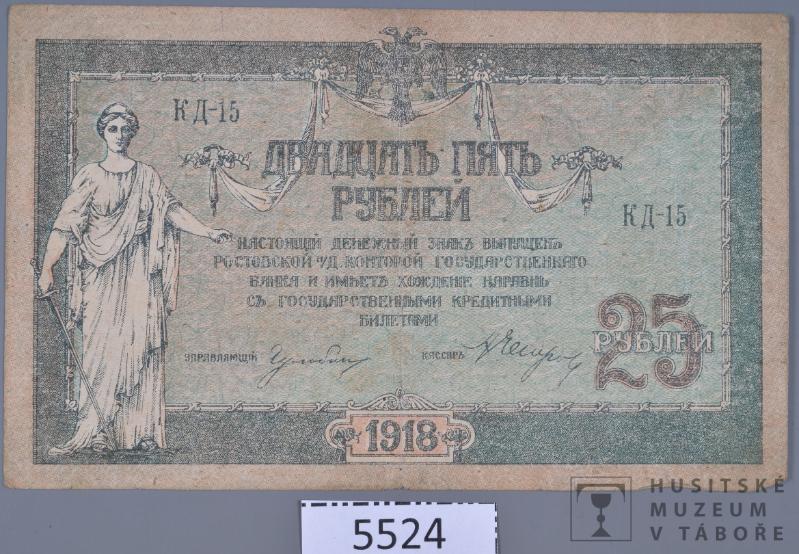 КД-15
ДВАДЦАТЬ ПЯТЬ
РУБЛЕЙ
КД-15
НАСТОЯЩІЙ ДЕНЕЖНЫЙ ЗНАКЪ ВЫПУЩЕНЪ
РОСТОВСКОЙ %Д. КОНТОРОЙ ГОСУДАРСТВЕННАГО
БАНКА И ИМѢЕТЪ ХОЖДЕНІЕ НАРАВНѢ
СЪ ГОСУДАРСТВЕННЫМИ КРЕДИТНЫМИ
БИЛЕТАМИ
25
РУБЛЕЙ
УПРАВЛЯЮЩІЙ
КАССИРЪ
1918
5524
HUSITSKÉ
MUZEUM
V TÁBOŘE